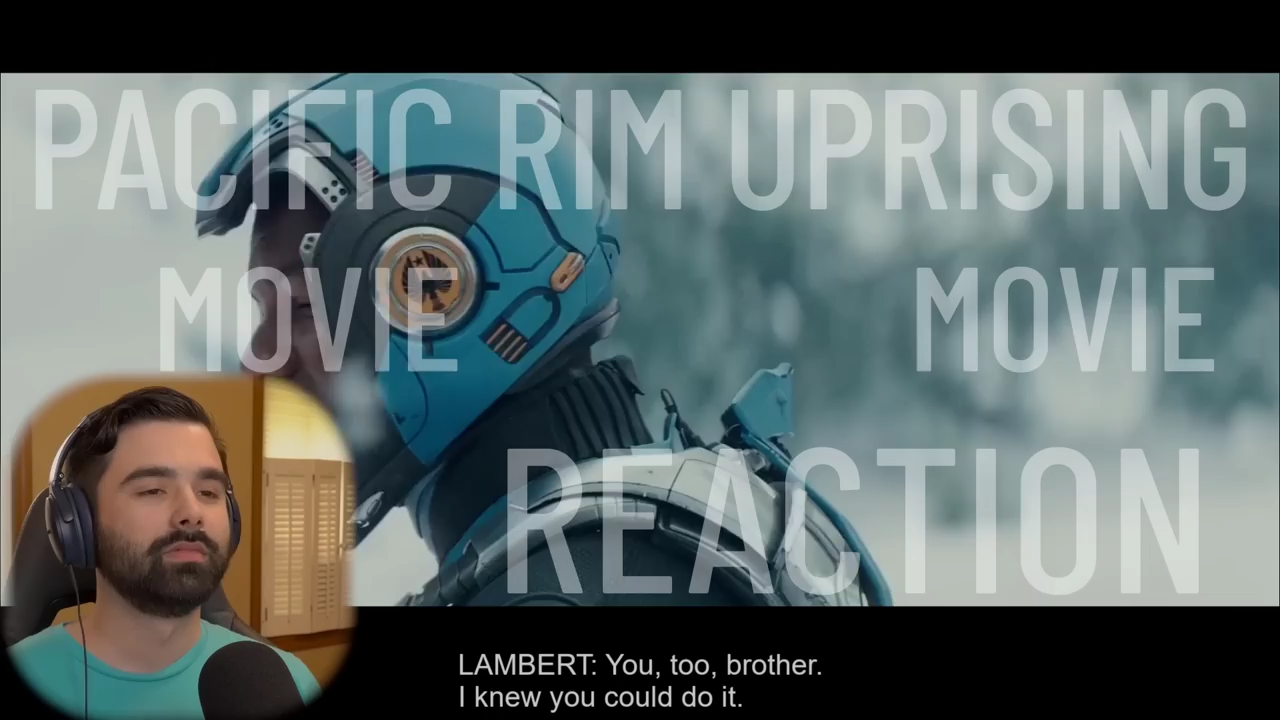 PACIFIC RIM UPRISING
MOVIE MOVIE
REACTION
LAMBERT: You, too, brother.
I knew you could do it.